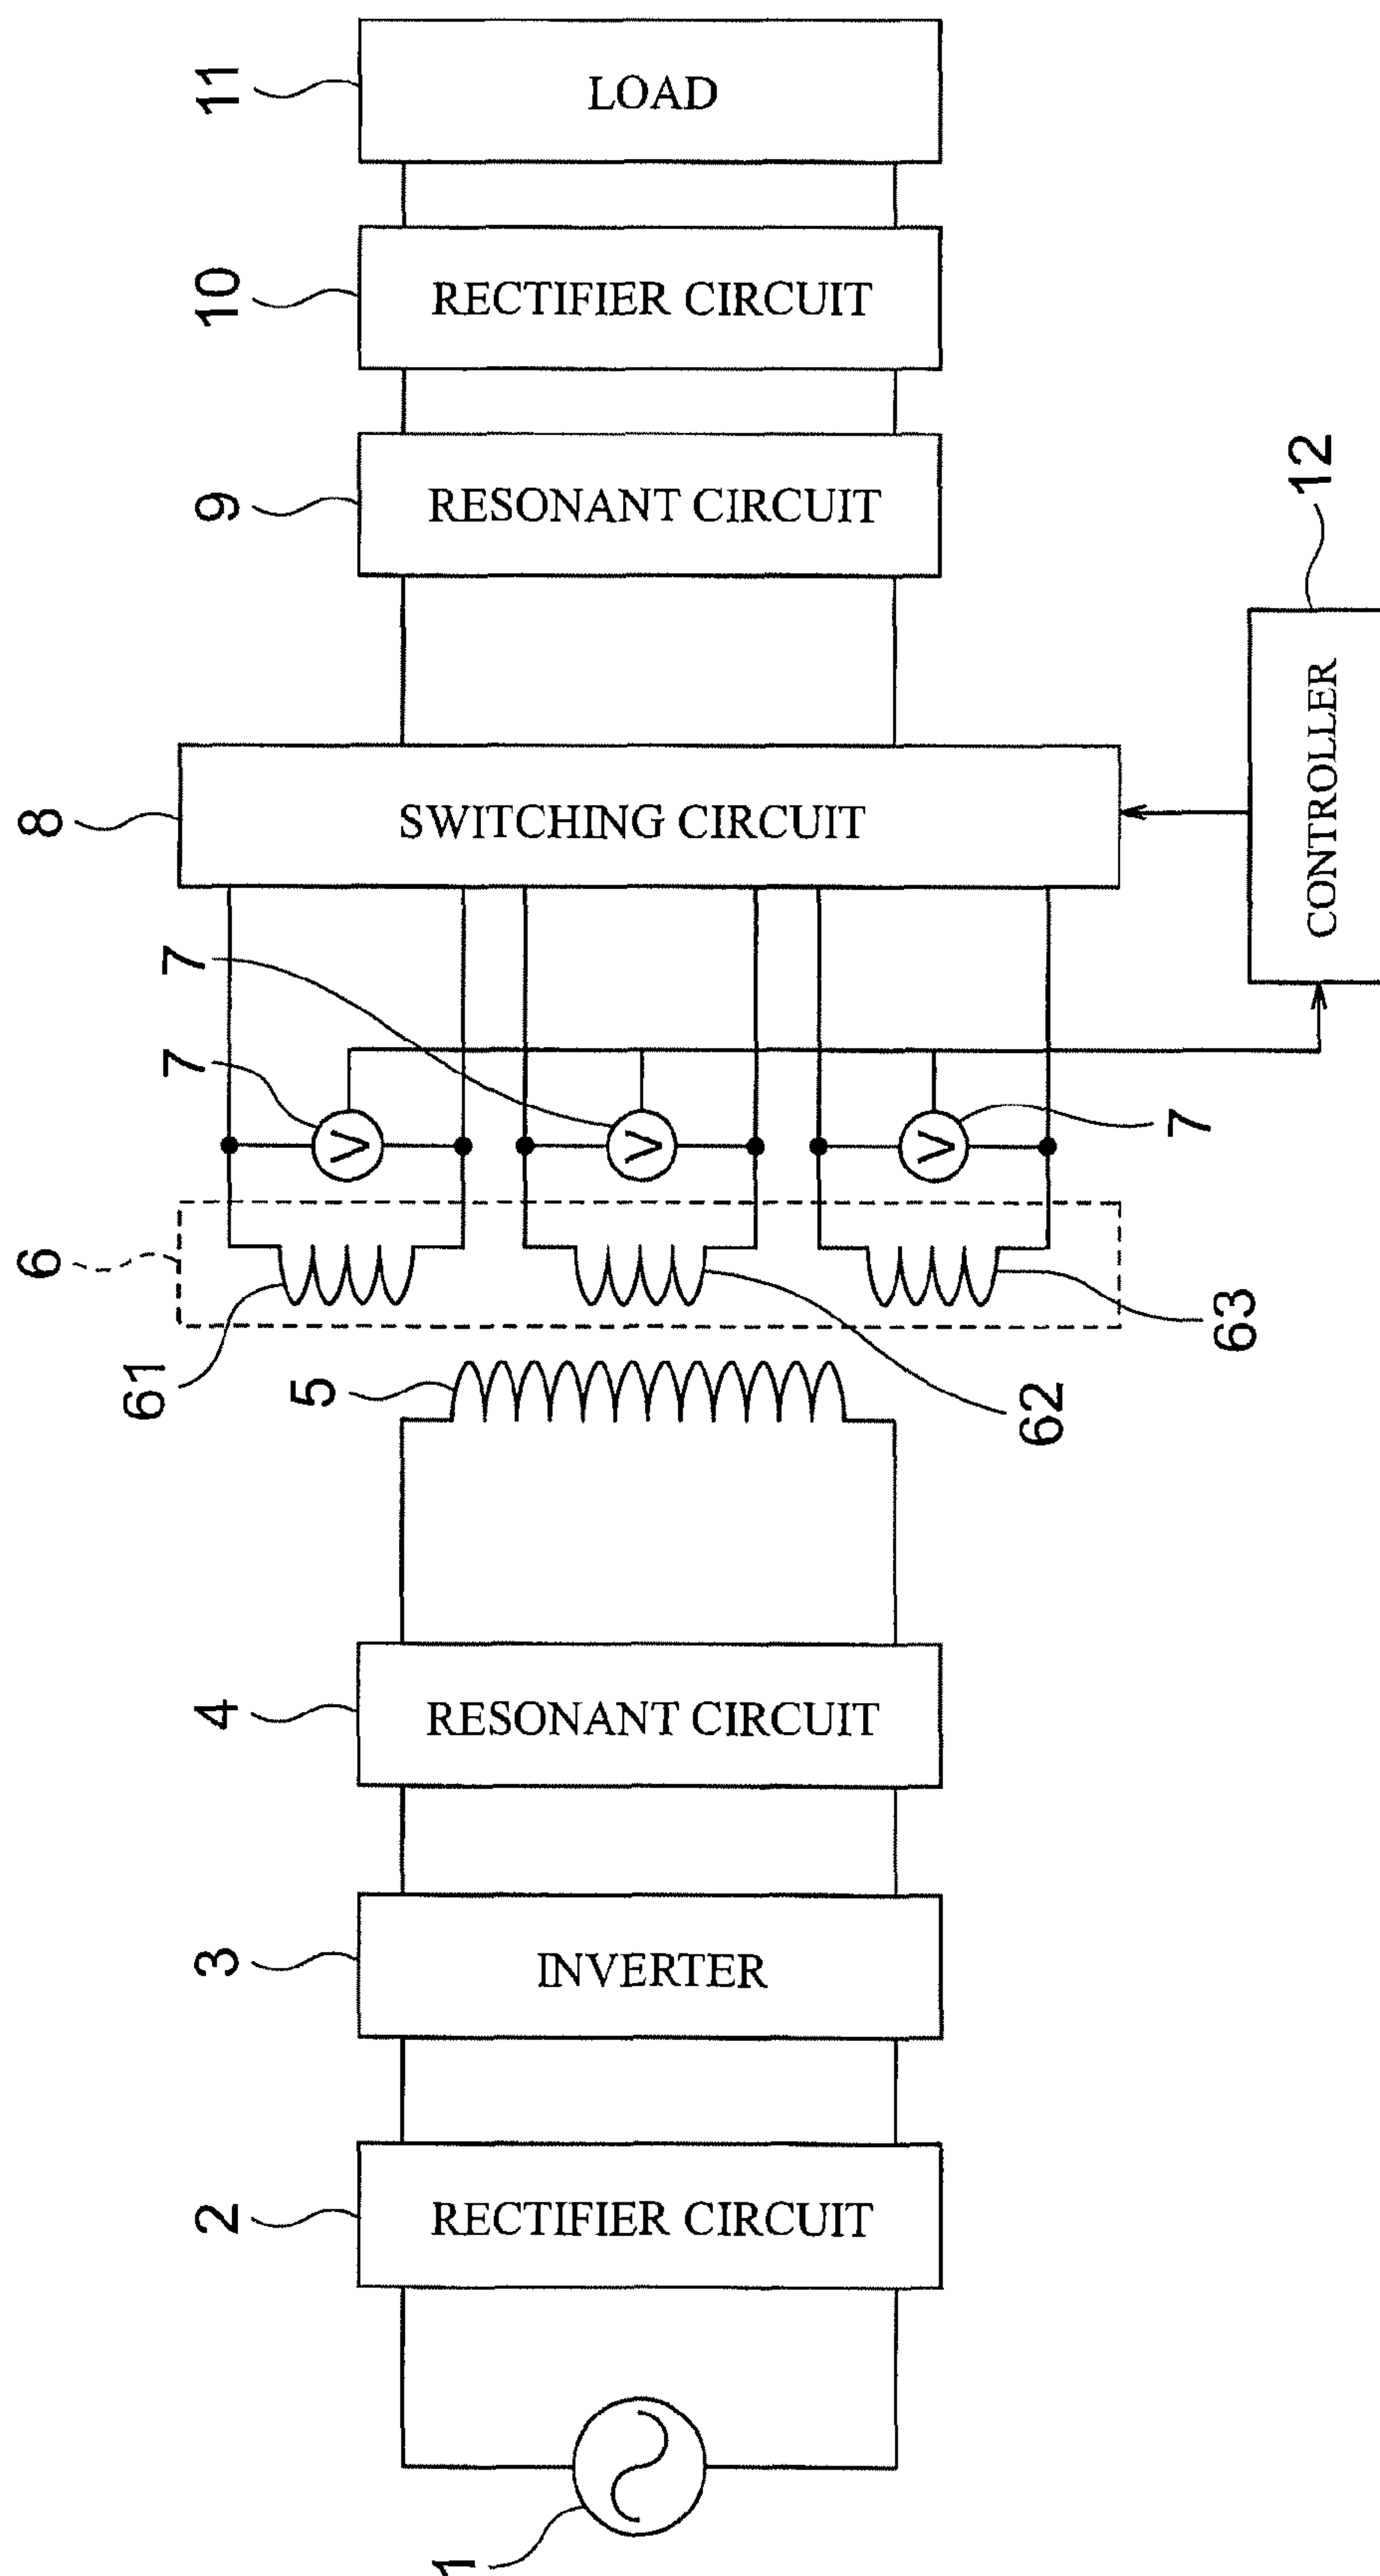 11
LOAD
10
RECTIFIER CIRCUIT
9
RESONANT CIRCUIT
12
CONTROLLER
8
SWITCHING CIRCUIT
7
7
7
V
V
V
6
61
62
63
5
4
RESONANT CIRCUIT
3
INVERTER
2
RECTIFIER CIRCUIT
1